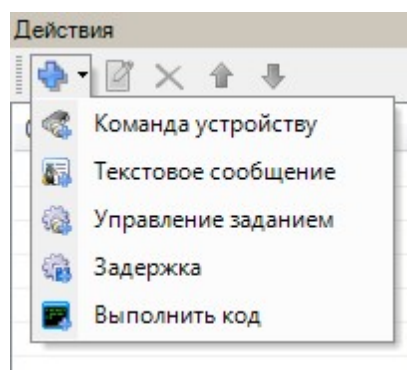 Действия
Команда устройству
Текстовое сообщение
Управление заданием
Задержка
Выполнить код